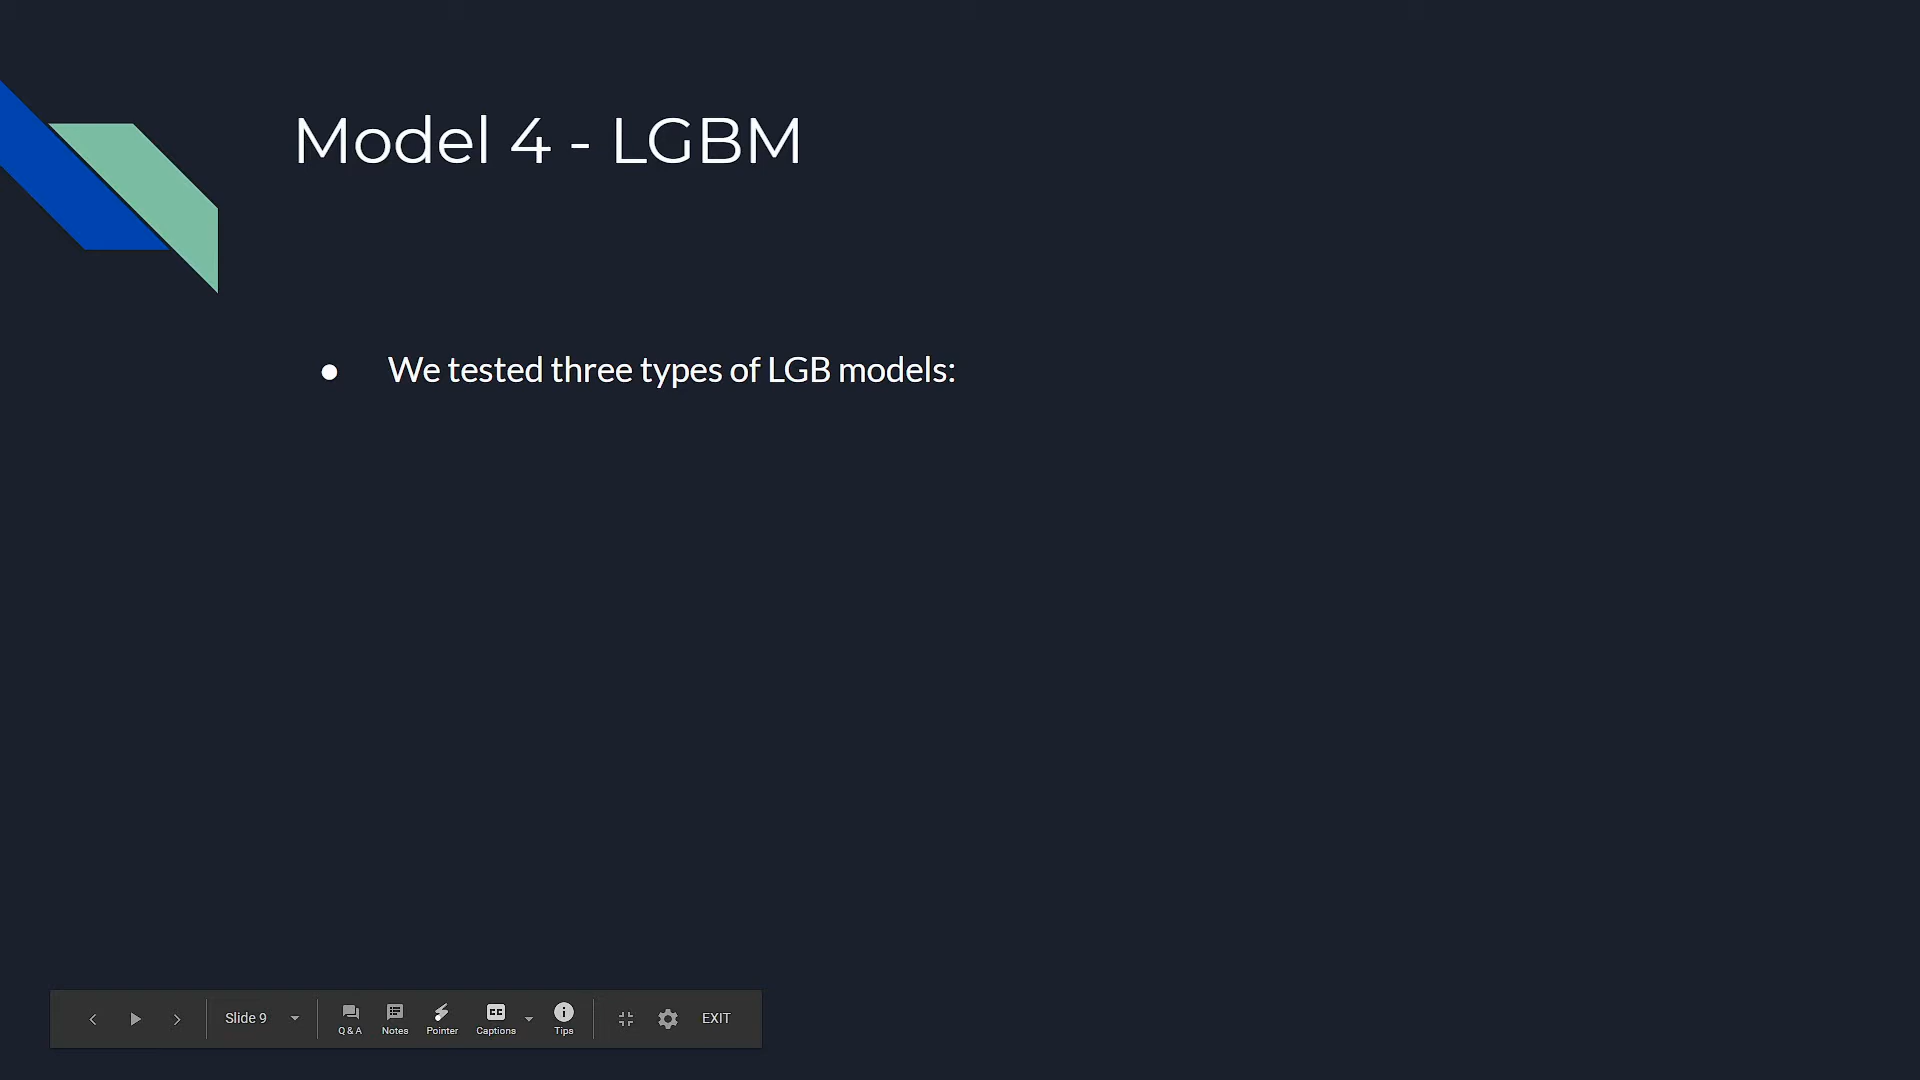 Model 4 - LGBM
● We tested three types of LGB models:
Slide 9
Q & A
Notes
Pointer
Captions
Tips
EXIT